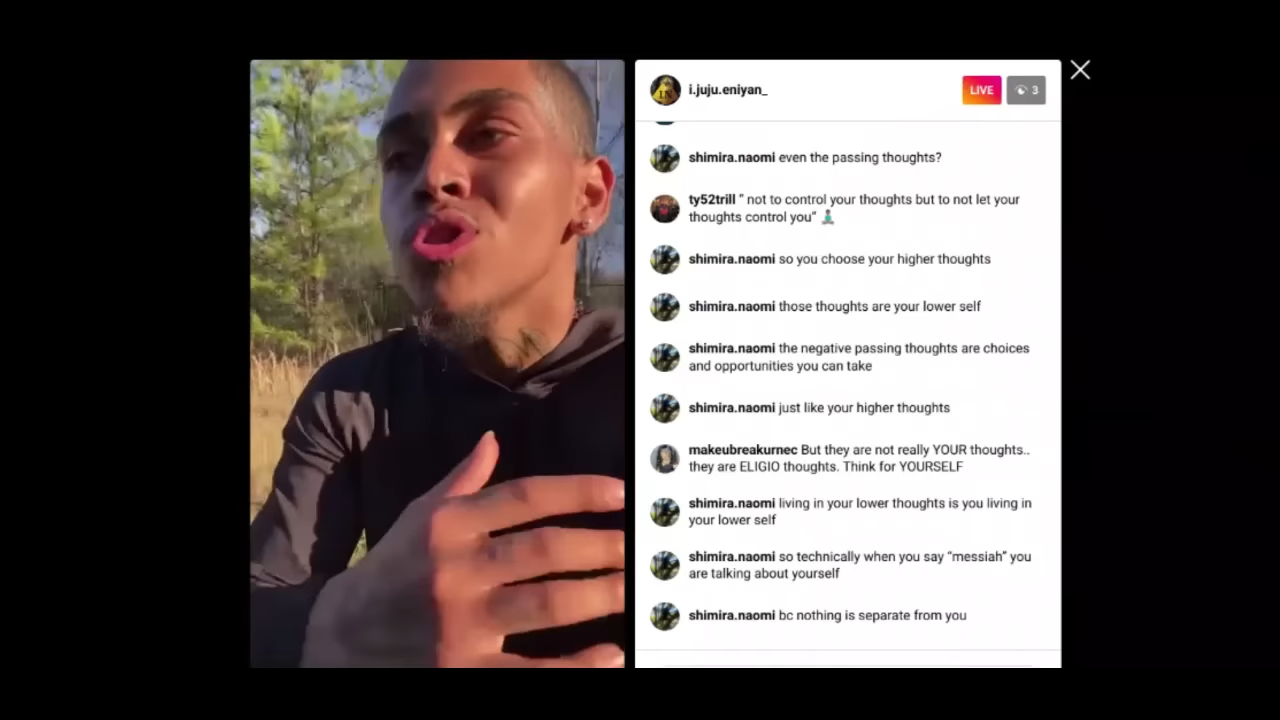 i.juju.eniyan_
LIVE
3
shimira.naomi even the passing thoughts?
ty52trill " not to control your thoughts but to not let your
thoughts control you"
shimira.naomi so you choose your higher thoughts
shimira.naomi those thoughts are your lower self
shimira.naomi the negative passing thoughts are choices
and opportunities you can take
shimira.naomi just like your higher thoughts
makeubreakurnec But they are not really YOUR thoughts..
they are ELIGIO thoughts. Think for YOURSELF
shimira.naomi living in your lower thoughts is you living in
your lower self
shimira.naomi so technically when you say “messiah” you
are talking about yourself
shimira.naomi bc nothing is separate from you